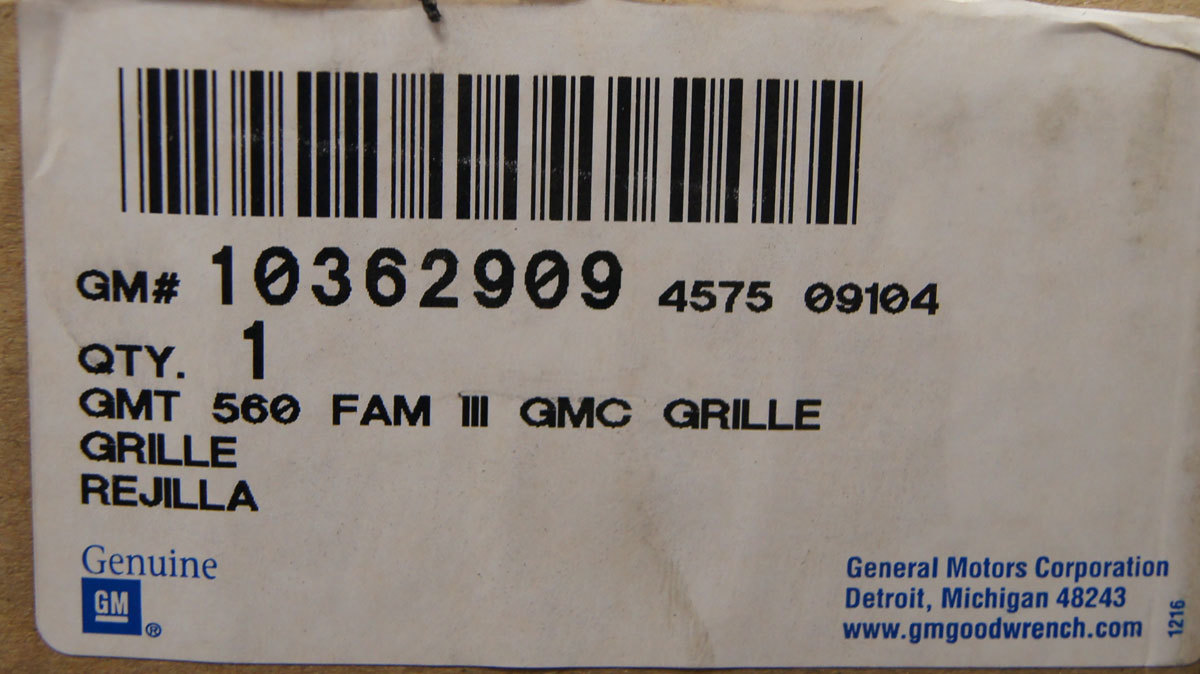 GM# 10362909 4575 09104
QTY. 1
GMT 560 FAM III GMC GRILLE
GRILLE
REJILLA
Genuine
GM
®
General Motors Corporation
Detroit, Michigan 48243
www.gmgoodwrench.com
1216